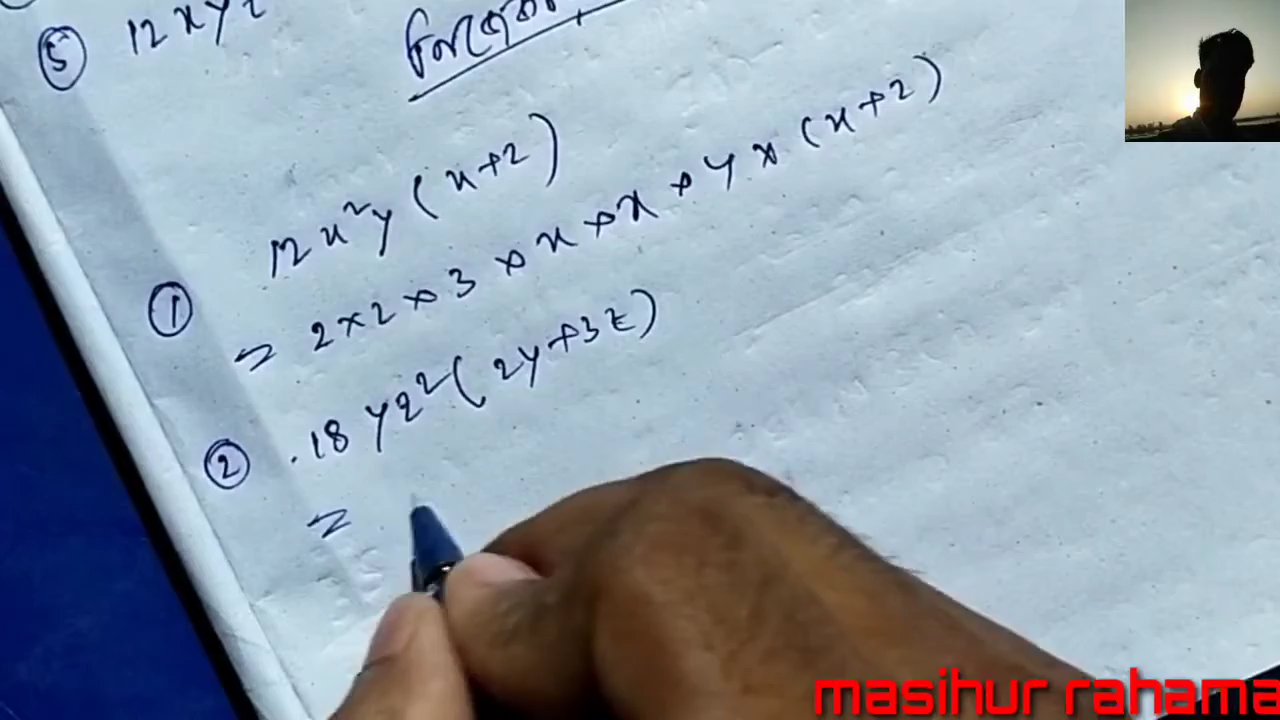 ⑤ 12xyz
① 12x²y(x+2)
= 2×2×3×x×x×y×(x+2)
② 18yz²(2y+3z)
=
masihur rahama